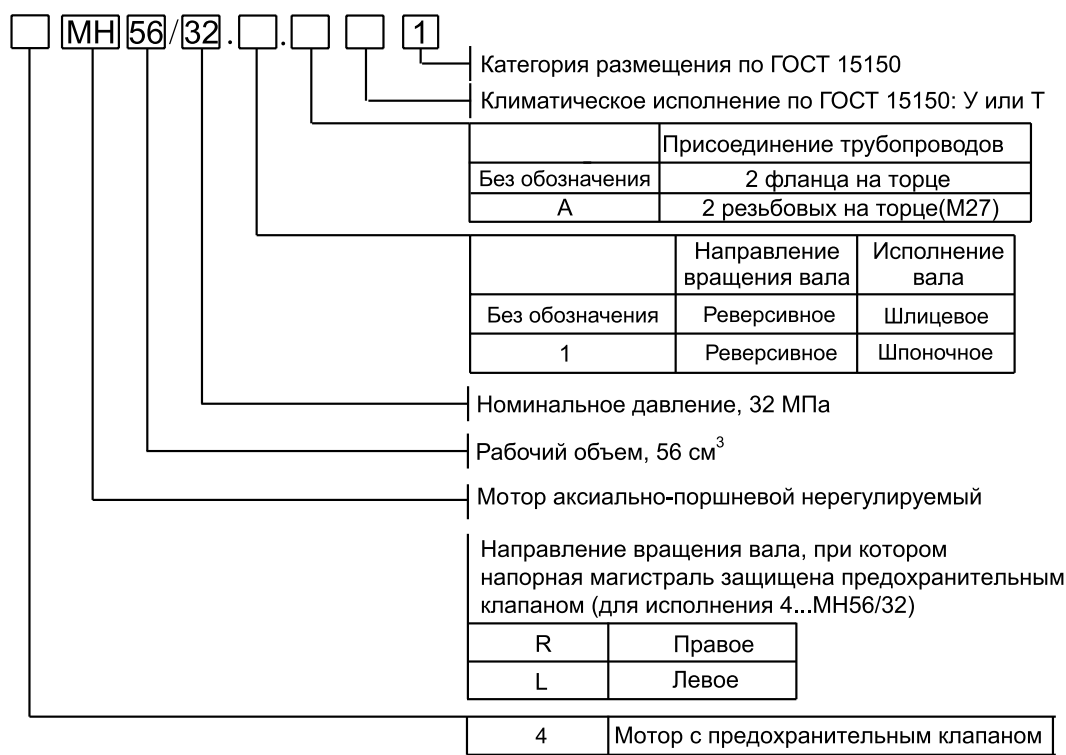 МН 56/32. . 1
Категория размещения по ГОСТ 15150
Климатическое исполнение по ГОСТ 15150: У или Т
Присоединение трубопроводов
Без обозначения 2 фланца на торце
А 2 резьбовых на торце(М27)
Направление Исполнение
вращения вала вала
Без обозначения Реверсивное Шлицевое
1 Реверсивное Шпоночное
Номинальное давление, 32 МПа
Рабочий объем, 56 см³
Мотор аксиально-поршневой нерегулируемый
Направление вращения вала, при котором
напорная магистраль защищена предохранительным
клапаном (для исполнения 4...МН56/32)
R Правое
L Левое
4 Мотор с предохранительным клапаном